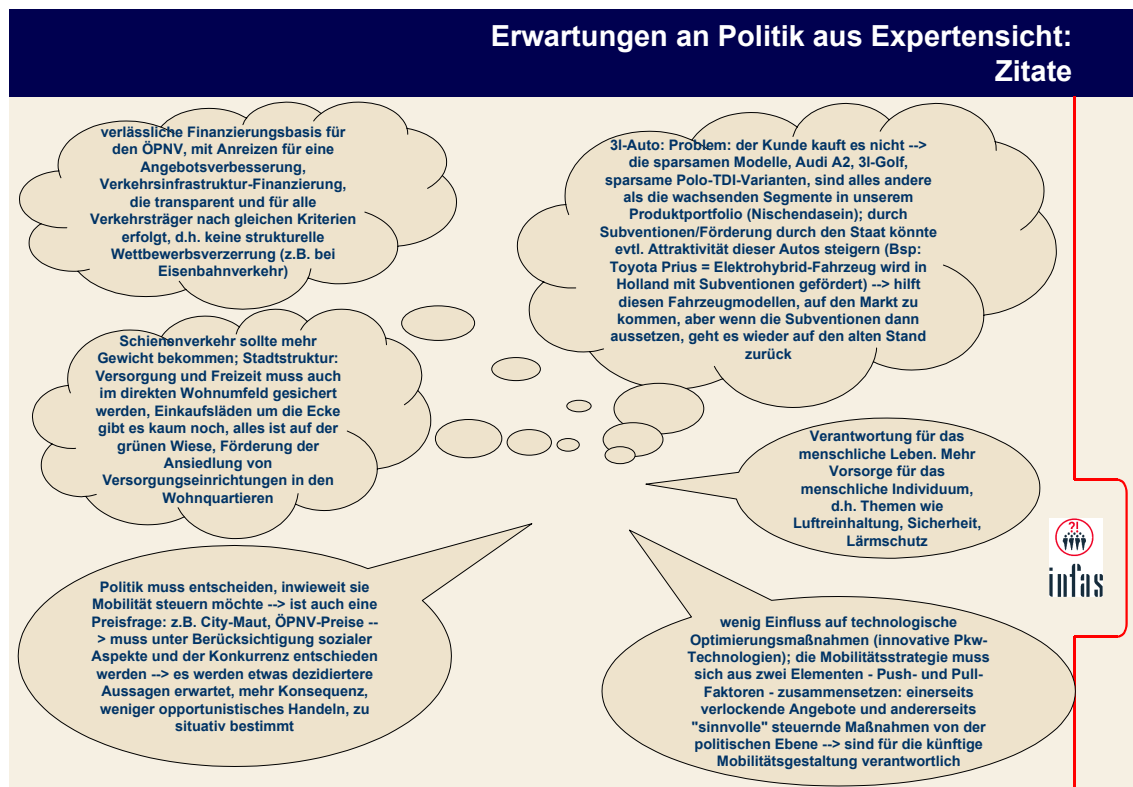 Erwartungen an Politik aus Expertensicht:
Zitate
verlässliche Finanzierungsbasis für
den ÖPNV, mit Anreizen für eine
Angebotsverbesserung,
Verkehrsinfrastruktur-Finanzierung,
die transparent und für alle
Verkehrsträger nach gleichen Kriterien
erfolgt, d.h. keine strukturelle
Wettbewerbsverzerrung (z.B. bei
Eisenbahnverkehr)
3l-Auto: Problem: der Kunde kauft es nicht -->
die sparsamen Modelle, Audi A2, 3l-Golf,
sparsame Polo-TDI-Varianten, sind alles andere
als die wachsenden Segmente in unserem
Produktportfolio (Nischendasein); durch
Subventionen/Förderung durch den Staat könnte
evtl. Attraktivität dieser Autos steigern (Bsp:
Toyota Prius = Elektrohybrid-Fahrzeug wird in
Holland mit Subventionen gefördert) --> hilft
diesen Fahrzeugmodellen, auf den Markt zu
kommen, aber wenn die Subventionen dann
aussetzen, geht es wieder auf den alten Stand
zurück
Schienenverkehr sollte mehr
Gewicht bekommen; Stadtstruktur:
Versorgung und Freizeit muss auch
im direkten Wohnumfeld gesichert
werden, Einkaufsläden um die Ecke
gibt es kaum noch, alles ist auf der
grünen Wiese, Förderung der
Ansiedlung von
Versorgungseinrichtungen in den
Wohnquartieren
Verantwortung für das
menschliche Leben. Mehr
Vorsorge für das
menschliche Individuum,
d.h. Themen wie
Luftreinhaltung, Sicherheit,
Lärmschutz
?!
infas
Politik muss entscheiden, inwieweit sie
Mobilität steuern möchte --> ist auch eine
Preisfrage: z.B. City-Maut, ÖPNV-Preise --
> muss unter Berücksichtigung sozialer
Aspekte und der Konkurrenz entschieden
werden --> es werden etwas dezidiertere
Aussagen erwartet, mehr Konsequenz,
weniger opportunistisches Handeln, zu
situativ bestimmt
wenig Einfluss auf technologische
Optimierungsmaßnahmen (innovative Pkw-
Technologien); die Mobilitätsstrategie muss
sich aus zwei Elementen - Push- und Pull-
Faktoren - zusammensetzen: einerseits
verlockende Angebote und andererseits
"sinnvolle" steuernde Maßnahmen von der
politischen Ebene --> sind für die künftige
Mobilitätsgestaltung verantwortlich